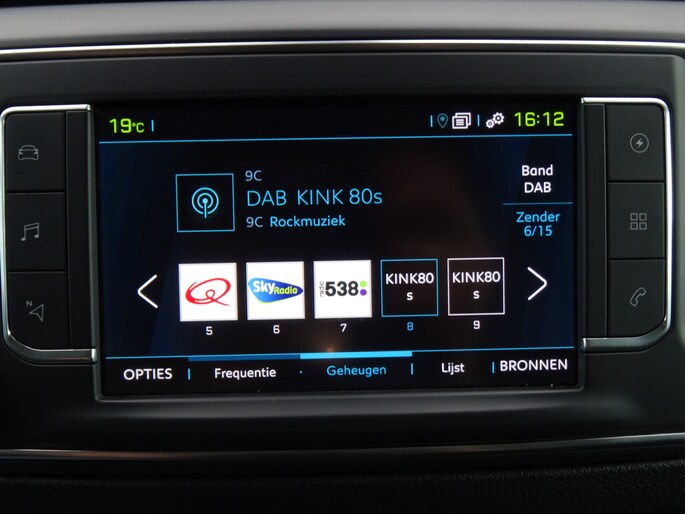 19°C
16:12
9C
DAB KINK 80s
9C Rockmuziek
Band
DAB
Zender
6/15
Sky Radio
radio 538
KINK80
s
KINK80
s
5 6 7 8 9
OPTIES Frequentie Geheugen Lijst BRONNEN
N